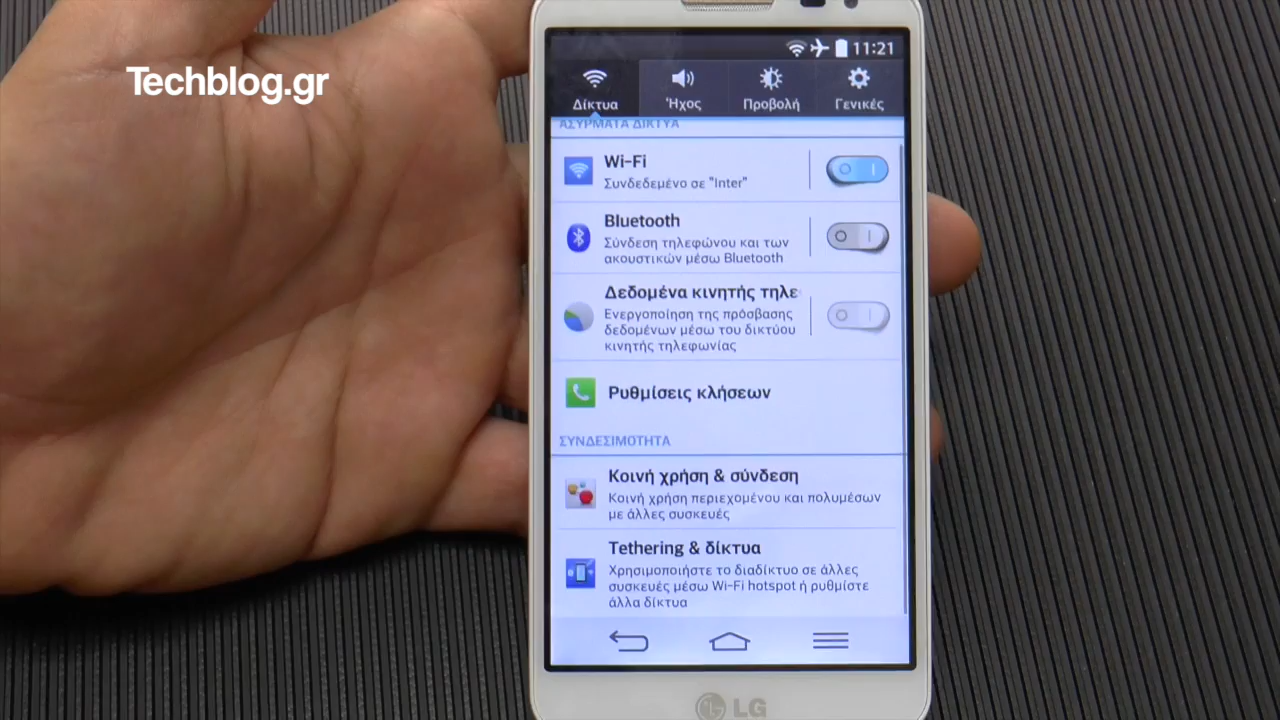 Techblog.gr
11:21
Δίκτυα
Ήχος
Προβολή
Γενικές
ΑΣΥΡΜΑΤΑ ΔΙΚΤΥΑ
Wi-Fi
Συνδεδεμένο σε "Inter"
Bluetooth
Σύνδεση τηλεφώνου και των
ακουστικών μέσω Bluetooth
Δεδομένα κινητής τηλε
Ενεργοποίηση της πρόσβασης
δεδομένων μέσω του δικτύου
κινητής τηλεφωνίας
Ρυθμίσεις κλήσεων
ΣΥΝΔΕΣΙΜΟΤΗΤΑ
Κοινή χρήση & σύνδεση
Κοινή χρήση περιεχομένου και πολυμέσων
με άλλες συσκευές
Tethering & δίκτυα
Χρησιμοποιήστε το διαδίκτυο σε άλλες
συσκευές μέσω Wi-Fi hotspot ή ρυθμίστε
άλλα δίκτυα
LG